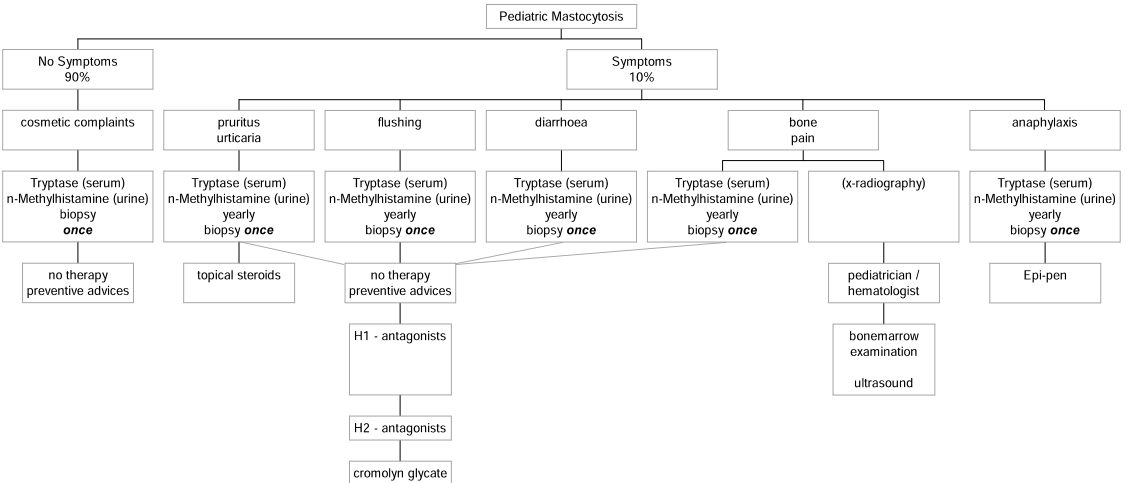 Pediatric Mastocytosis
No Symptoms
90%
Symptoms
10%
cosmetic complaints
pruritus
urticaria
flushing
diarrhoea
bone
pain
anaphylaxis
Tryptase (serum)
n-Methylhistamine (urine)
biopsy
once
Tryptase (serum)
n-Methylhistamine (urine)
yearly
biopsy once
Tryptase (serum)
n-Methylhistamine (urine)
yearly
biopsy once
Tryptase (serum)
n-Methylhistamine (urine)
yearly
biopsy once
Tryptase (serum)
n-Methylhistamine (urine)
yearly
biopsy once
(x-radiography)
Tryptase (serum)
n-Methylhistamine (urine)
yearly
biopsy once
no therapy
preventive advices
topical steroids
no therapy
preventive advices
pediatrician /
hematologist
Epi-pen
H1 - antagonists
bonemarrow
examination
ultrasound
H2 - antagonists
cromolyn glycate